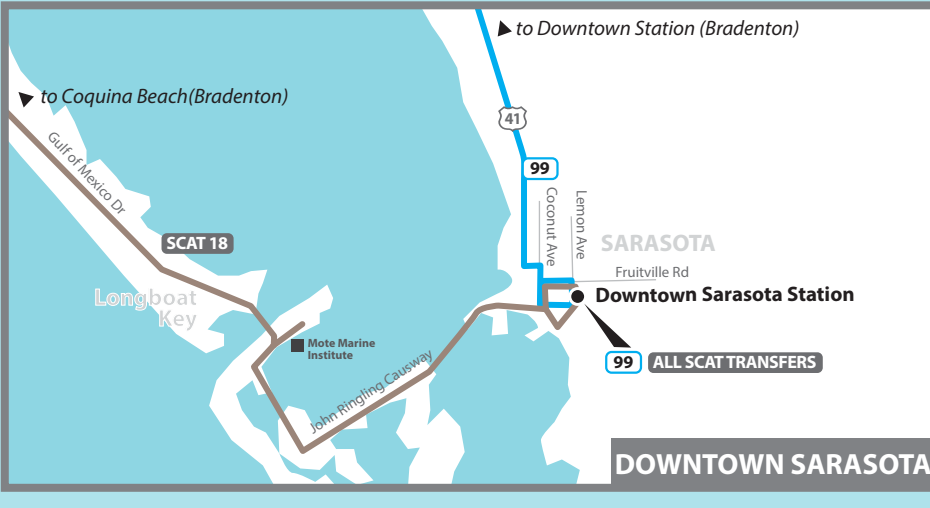 to Downtown Station (Bradenton)
to Coquina Beach(Bradenton)
41
Gulf of Mexico Dr
99
Coconut Ave
Lemon Ave
SCAT 18
SARASOTA
Fruitville Rd
Longboat
Key
Downtown Sarasota Station
Mote Marine
Institute
John Ringling Causway
99 ALL SCAT TRANSFERS
DOWNTOWN SARASOTA